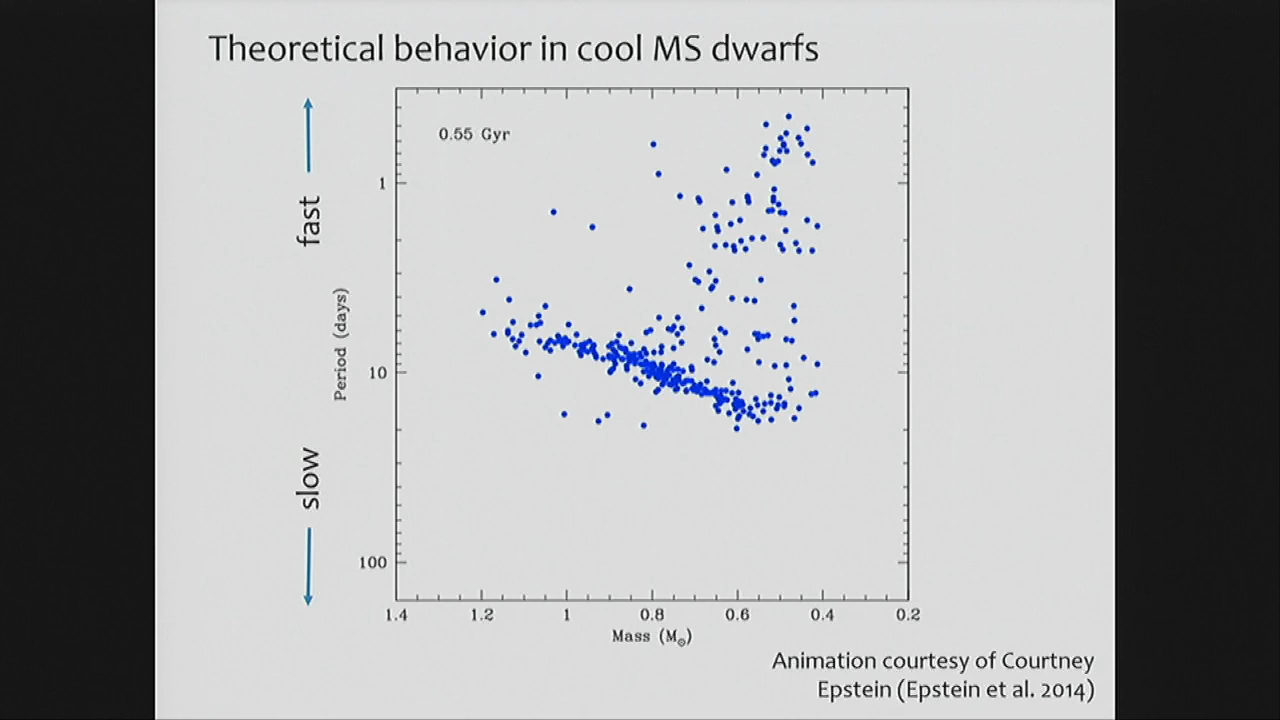 Theoretical behavior in cool MS dwarfs
0.55 Gyr
fast
slow
Period (days)
1
10
100
1.4 1.2 1 0.8 0.6 0.4 0.2
Mass (M⊙)
Animation courtesy of Courtney
Epstein (Epstein et al. 2014)